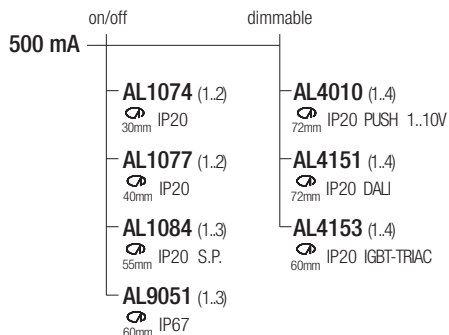 on/off dimmable
500 mA
AL1074 (1..2) AL4010 (1..4)
30mm IP20 72mm IP20 PUSH 1..10V
AL1077 (1..2) AL4151 (1..4)
40mm IP20 72mm IP20 DALI
AL1084 (1..3) AL4153 (1..4)
55mm IP20 S.P. 60mm IP20 IGBT-TRIAC
AL9051 (1..3)
60mm IP67